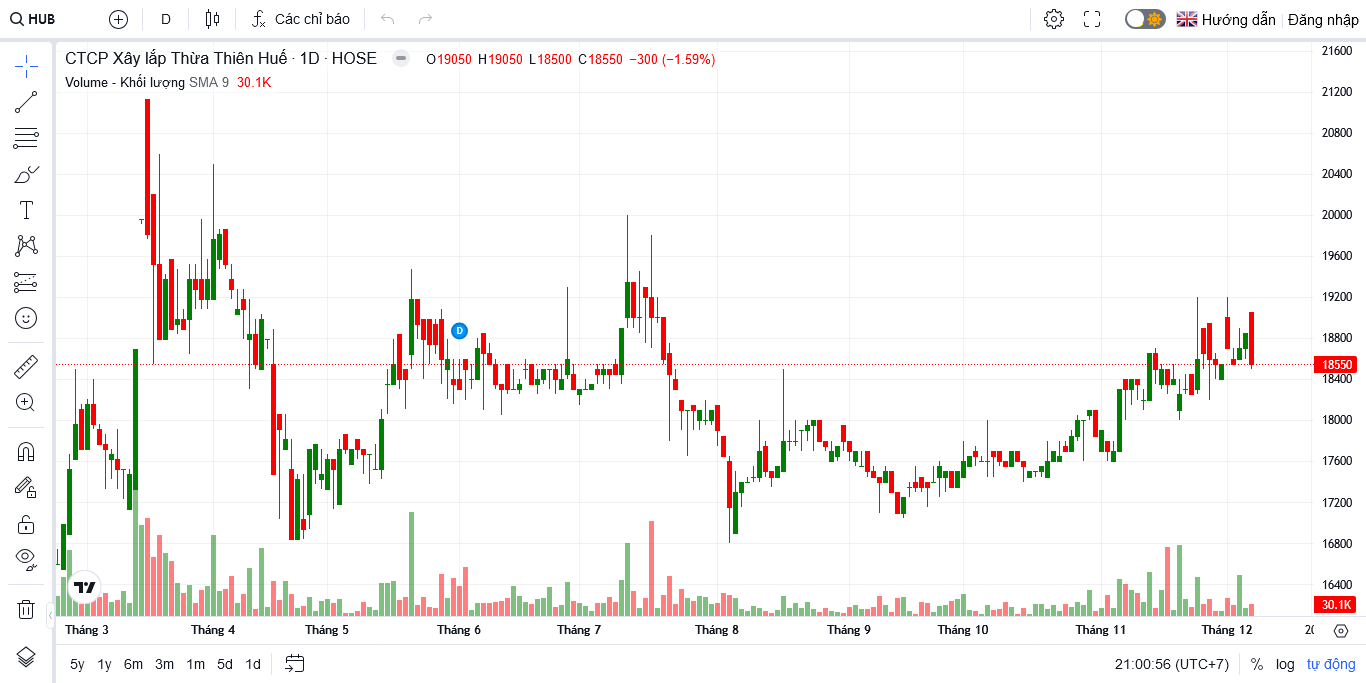 HUB D Các chỉ báo Hướng dẫn Đăng nhập
CTCP Xây lắp Thừa Thiên Huế · 1D · HOSE O19050 H19050 L18500 C18550 −300 (−1.59%)
Volume - Khối lượng SMA 9 30.1K
21600
21200
20800
20400
20000
19600
19200
18800
18550
18400
18000
17600
17200
16800
16400
30.1K
D
Tháng 3 Tháng 4 Tháng 5 Tháng 6 Tháng 7 Tháng 8 Tháng 9 Tháng 10 Tháng 11 Tháng 12
5y 1y 6m 3m 1m 5d 1d 21:00:56 (UTC+7) % log tự động